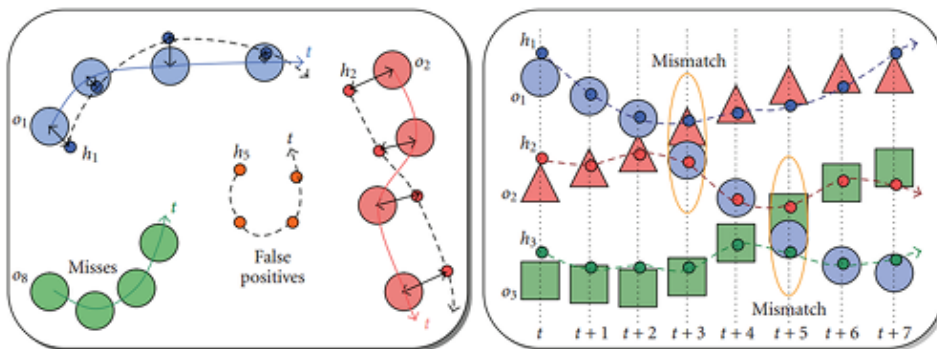 t
o1
h1
h2
o2
h5
t
False
positives
t
Misses
o8
t
h1
Mismatch
o1
h2
o2
h3
o3
Mismatch
t t + 1 t + 2 t + 3 t + 4 t + 5 t + 6 t + 7